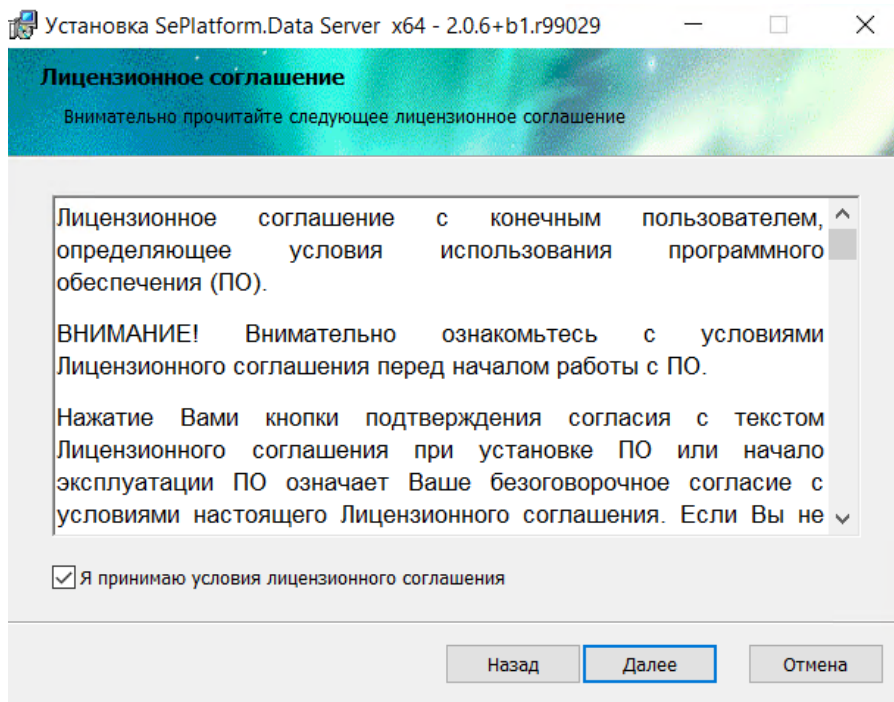 Установка SePlatform.Data Server x64 - 2.0.6+b1.r99029
Лицензионное соглашение
Внимательно прочитайте следующее лицензионное соглашение
Лицензионное соглашение с конечным пользователем,
определяющее условия использования программного
обеспечения (ПО).
ВНИМАНИЕ! Внимательно ознакомьтесь с условиями
Лицензионного соглашения перед началом работы с ПО.
Нажатие Вами кнопки подтверждения согласия с текстом
Лицензионного соглашения при установке ПО или начало
эксплуатации ПО означает Ваше безоговорочное согласие с
условиями настоящего Лицензионного соглашения. Если Вы не
Я принимаю условия лицензионного соглашения
Назад Далее Отмена